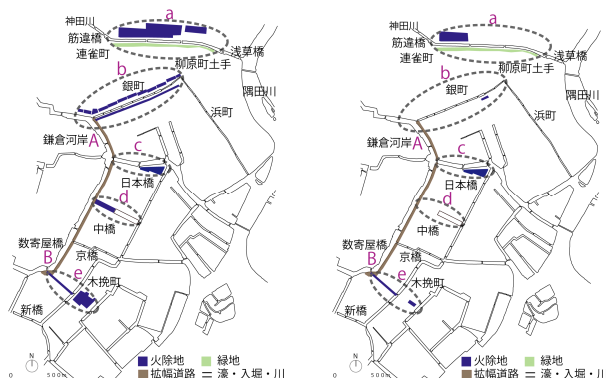 a
神田川
筋違橋
連雀町
浅草橋
柳原町土手
b
銀町
隅田川
浜町
鎌倉河岸
A
c
日本橋
d
中橋
数寄屋橋
京橋
B
e
木挽町
新橋
N
0 500m
火除地
緑地
拡幅道路
濠・入堀・川
a
神田川
筋違橋
連雀町
浅草橋
柳原町土手
b
銀町
隅田川
浜町
鎌倉河岸
A
c
日本橋
d
中橋
数寄屋橋
京橋
B
e
木挽町
新橋
N
0 500m
火除地
緑地
拡幅道路
濠・入堀・川